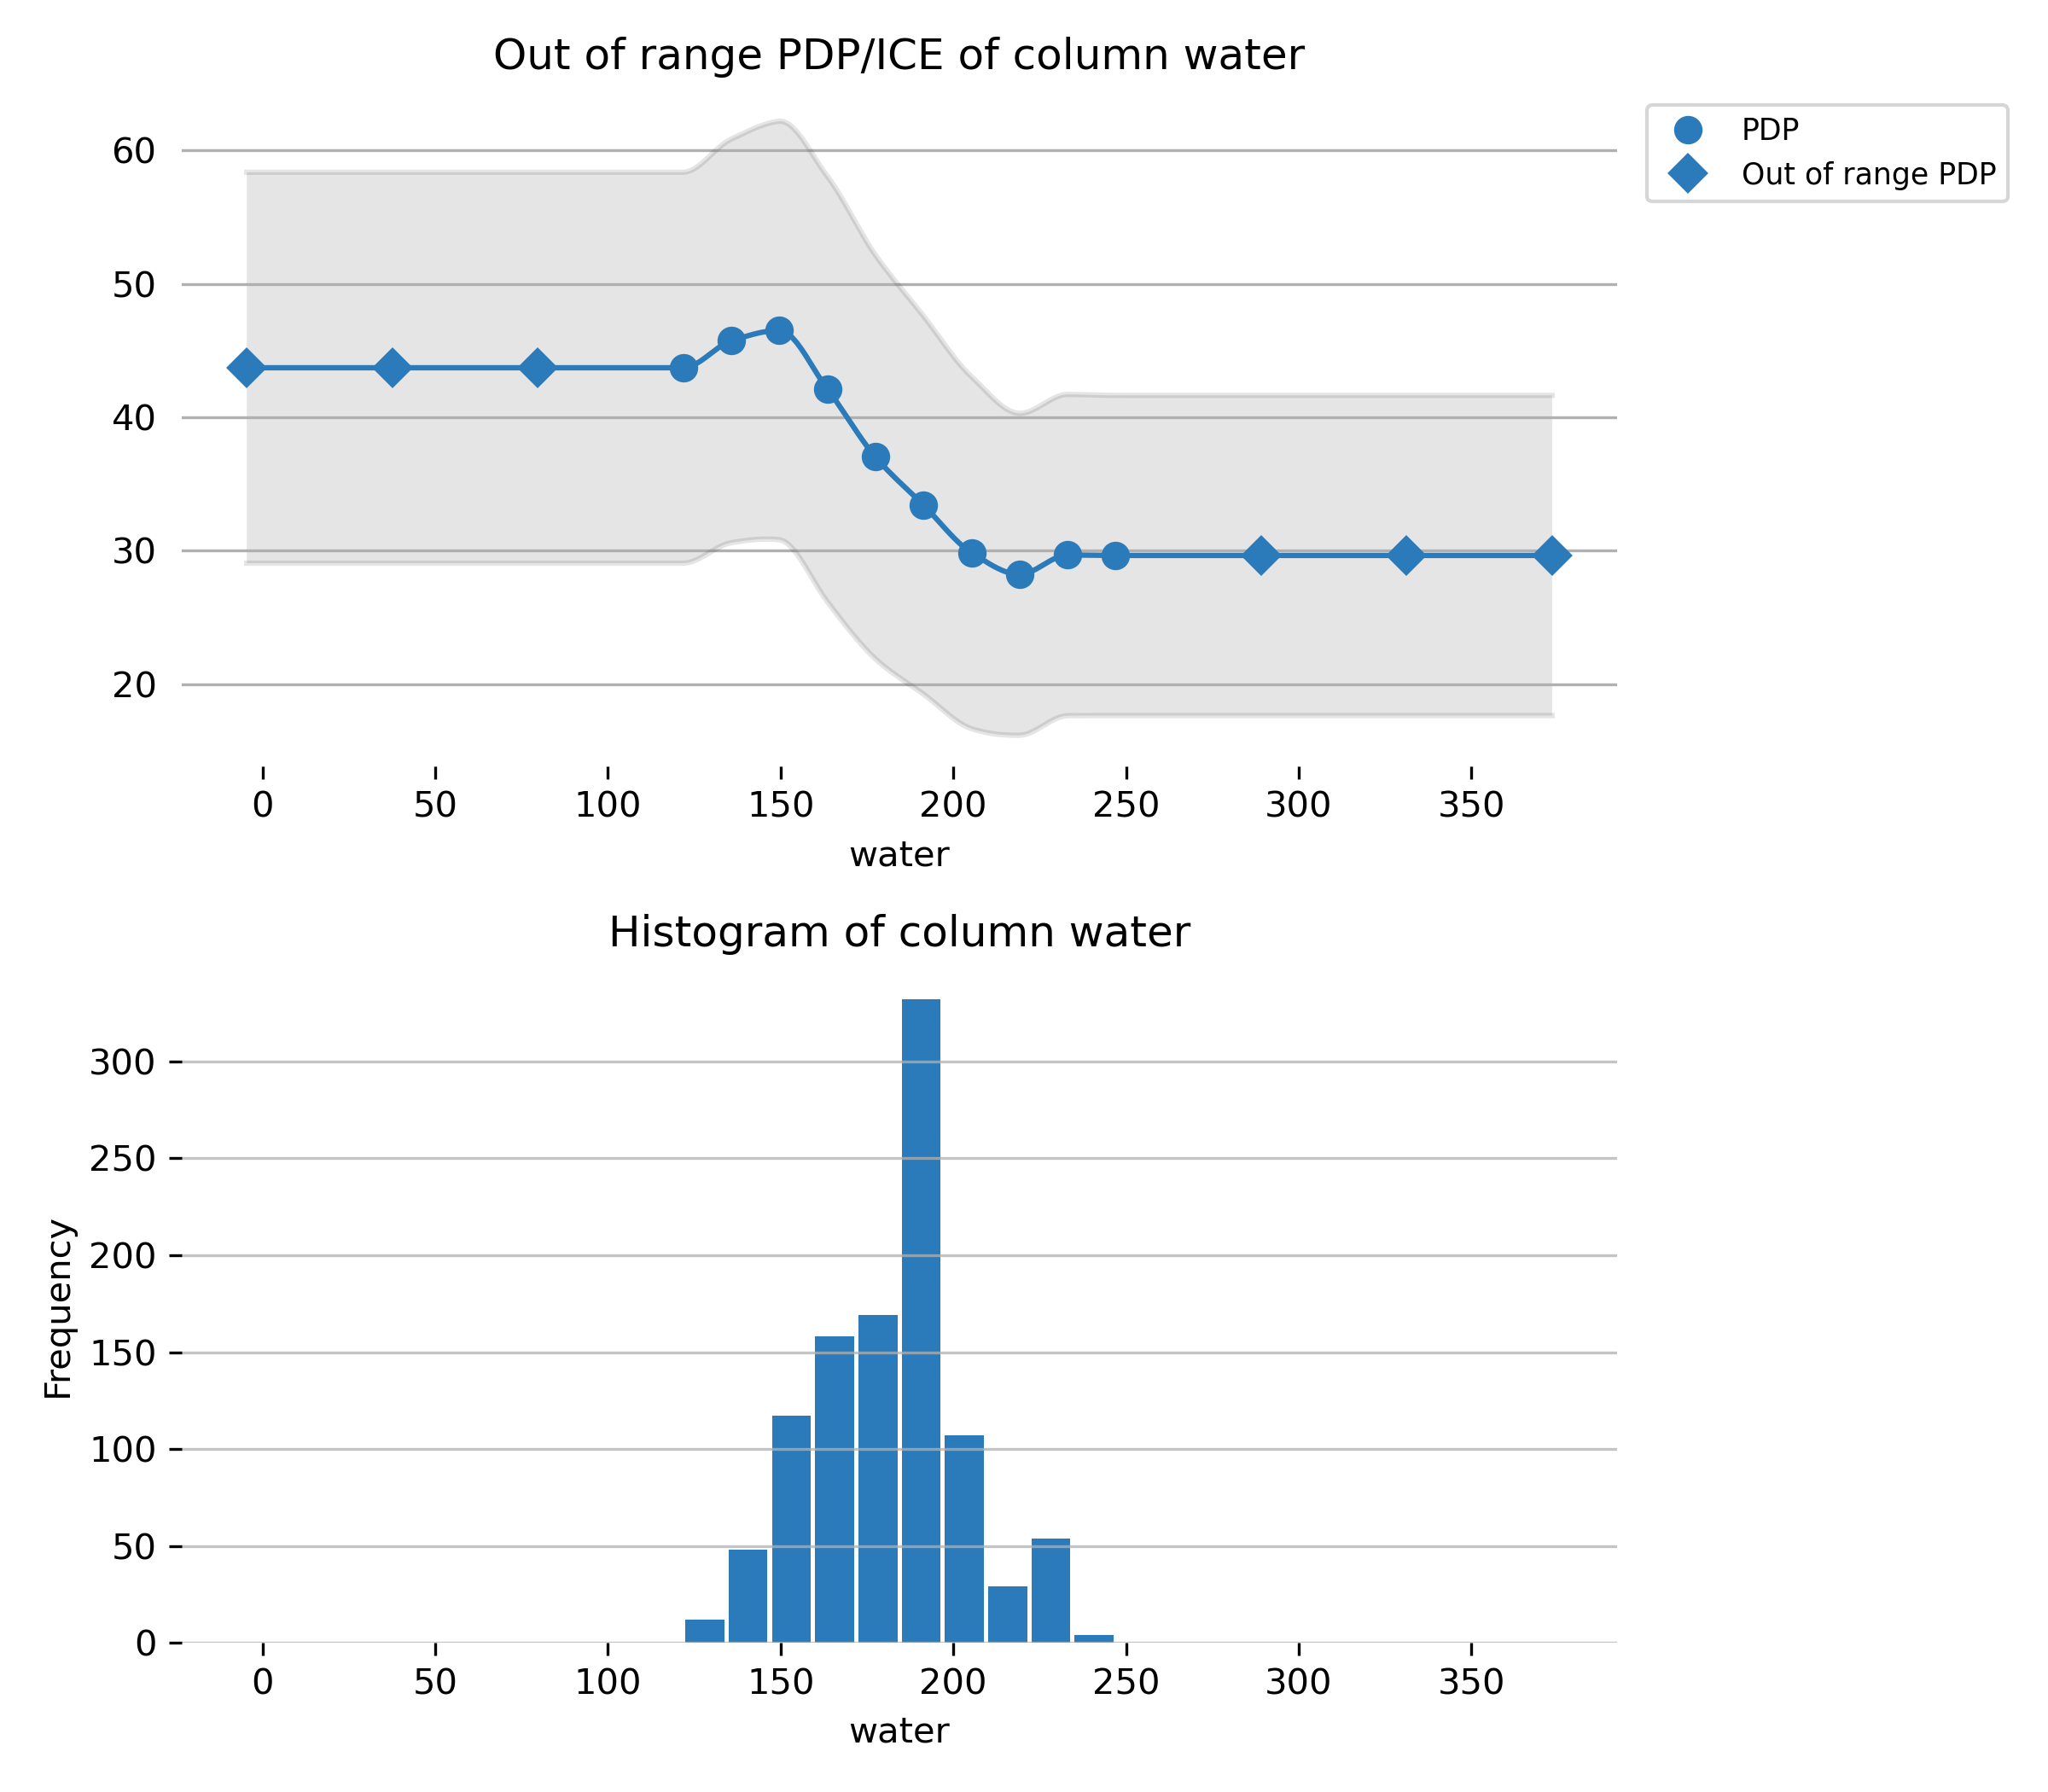 Out of range PDP/ICE of column water
PDP
Out of range PDP
60
50
40
30
20
0 50 100 150 200 250 300 350
water
Histogram of column water
Frequency
300
250
200
150
100
50
0
0 50 100 150 200 250 300 350
water